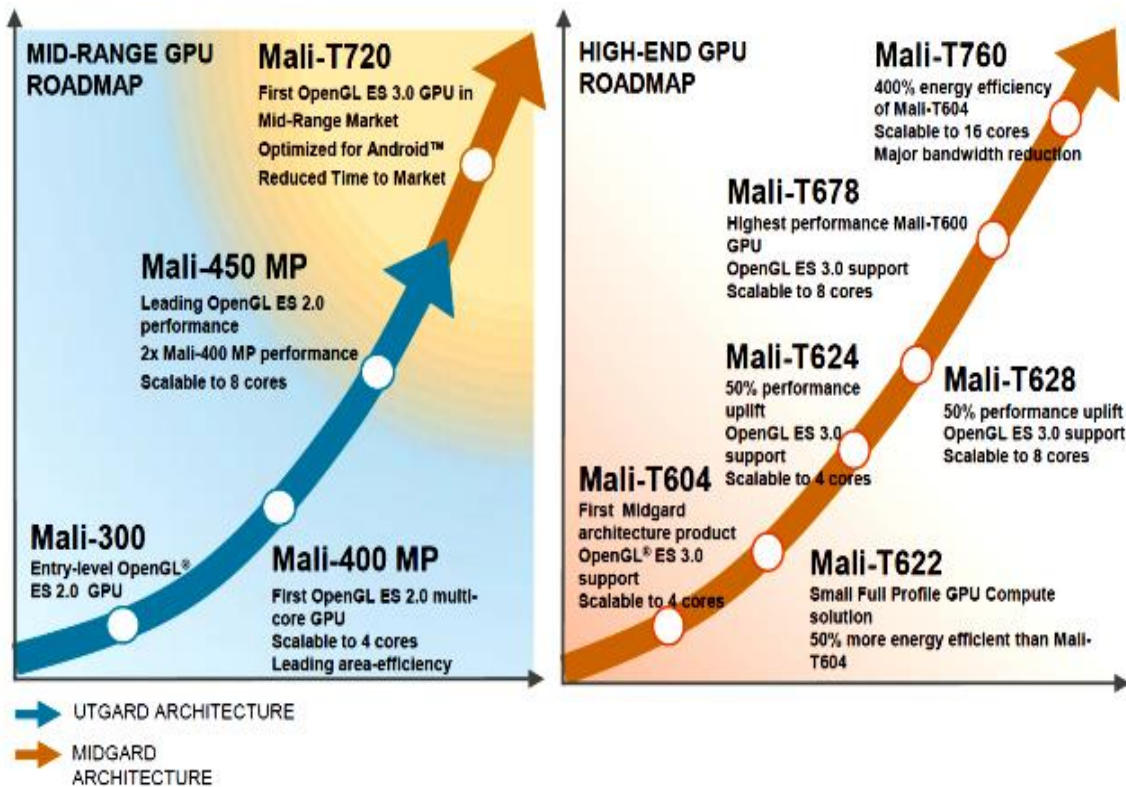 MID-RANGE GPU
ROADMAP
Mali-T720
First OpenGL ES 3.0 GPU in
Mid-Range Market
Optimized for Android™
Reduced Time to Market
Mali-450 MP
Leading OpenGL ES 2.0
performance
2x Mali-400 MP performance
Scalable to 8 cores
Mali-300
Entry-level OpenGL®
ES 2.0 GPU
Mali-400 MP
First OpenGL ES 2.0 multi-
core GPU
Scalable to 4 cores
Leading area-efficiency
HIGH-END GPU
ROADMAP
Mali-T760
400% energy efficiency
of Mali-T604
Scalable to 16 cores
Major bandwidth reduction
Mali-T678
Highest performance Mali-T600
GPU
OpenGL ES 3.0 support
Scalable to 8 cores
Mali-T624
50% performance
uplift
OpenGL ES 3.0
support
Scalable to 4 cores
Mali-T628
50% performance uplift
OpenGL ES 3.0 support
Scalable to 8 cores
Mali-T604
First Midgard
architecture product
OpenGL® ES 3.0
support
Scalable to 4 cores
Mali-T622
Small Full Profile GPU Compute
solution
50% more energy efficient than Mali-
T604
UTGARD ARCHITECTURE
MIDGARD
ARCHITECTURE